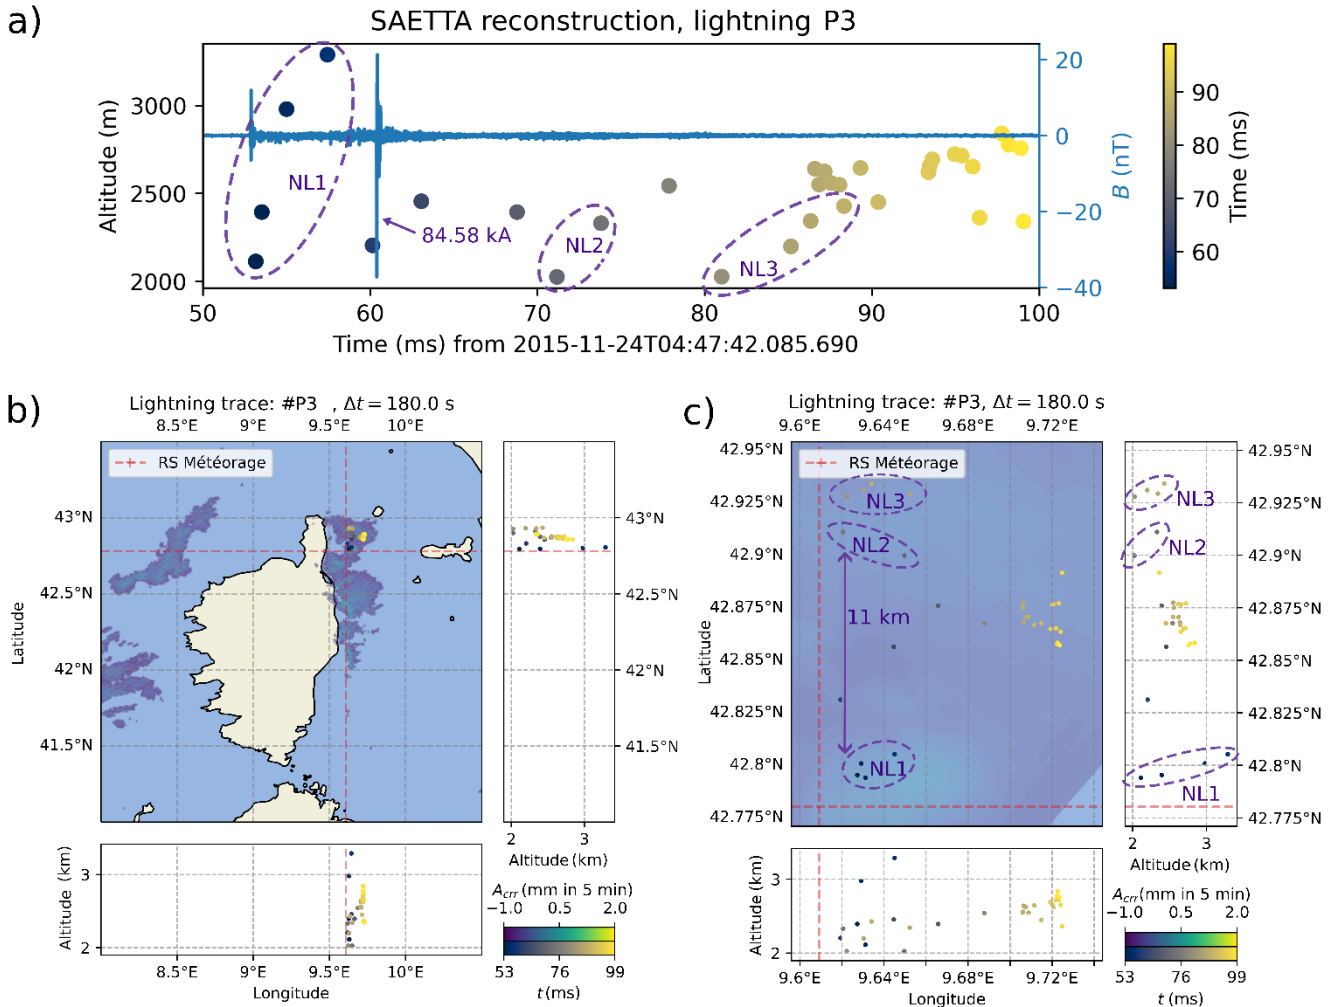 a)
SAETTA reconstruction, lightning P3
Altitude (m)
3000
2500
2000
NL1
84.58 kA
NL2
NL3
20
0
−20
−40
B (nT)
90
80
70
60
Time (ms)
50 60 70 80 90 100
Time (ms) from 2015-11-24T04:47:42.085.690
b)
Lightning trace: #P3 , Δt = 180.0 s
8.5°E 9°E 9.5°E 10°E
RS Météorage
Latitude
43°N
42.5°N
42°N
41.5°N
43°N
42.5°N
42°N
41.5°N
2 3
Altitude (km)
Altitude (km)
3
2
8.5°E 9°E 9.5°E 10°E
Longitude
A_crr (mm in 5 min)
−1.0 0.5 2.0
53 76 99
t (ms)
c)
Lightning trace: #P3, Δt = 180.0 s
9.6°E 9.64°E 9.68°E 9.72°E
RS Météorage
Latitude
42.95°N
42.925°N
42.9°N
42.875°N
42.85°N
42.825°N
42.8°N
42.775°N
NL3
NL2
11 km
NL1
NL3
NL2
NL1
42.95°N
42.925°N
42.9°N
42.875°N
42.85°N
42.825°N
42.8°N
42.775°N
2 3
Altitude (km)
Altitude (km)
3
2
9.6°E 9.64°E 9.68°E 9.72°E
Longitude
A_crr (mm in 5 min)
−1.0 0.5 2.0
53 76 99
t (ms)